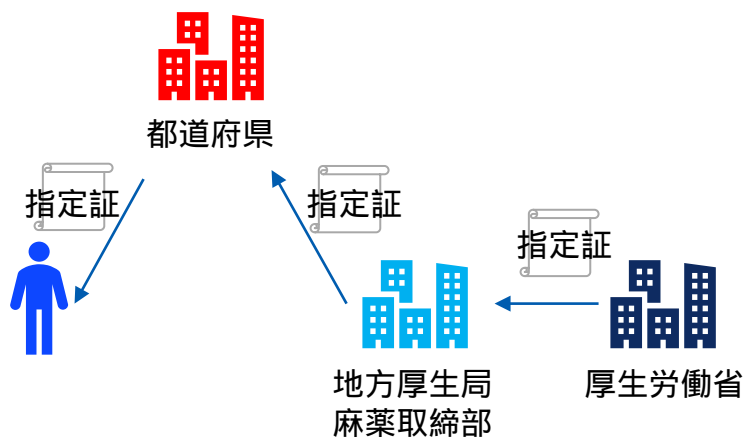 都道府県
指定証
指定証
指定証
地方厚生局
麻薬取締部
厚生労働省